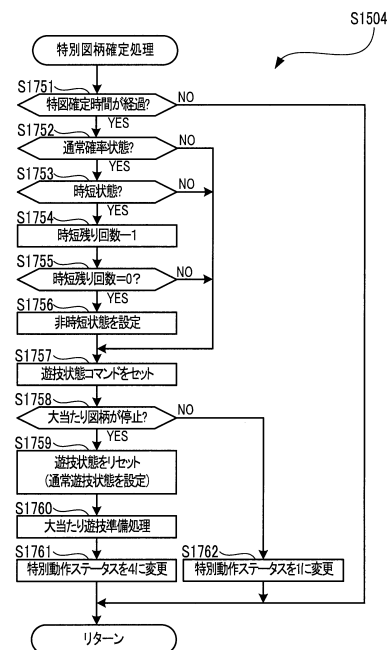 S1504
特別図柄確定処理
S1751
特図確定時間が経過?
NO
YES
S1752
通常確率状態?
NO
YES
S1753
時短状態?
NO
YES
S1754
時短残り回数ー1
S1755
時短残り回数=0?
NO
YES
S1756
非時短状態を設定
S1757
遊技状態コマンドをセット
S1758
大当たり図柄が停止?
NO
YES
S1759
遊技状態をリセット
(通常遊技状態を設定)
S1760
大当たり遊技準備処理
S1761
特別動作ステータスを4に変更
S1762
特別動作ステータスを1に変更
リターン